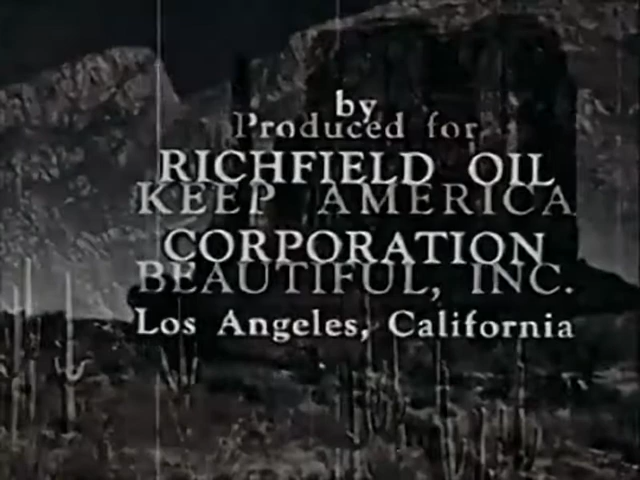 by
Produced for
RICHFIELD OIL
KEEP AMERICA
CORPORATION
BEAUTIFUL, INC.
Los Angeles, California